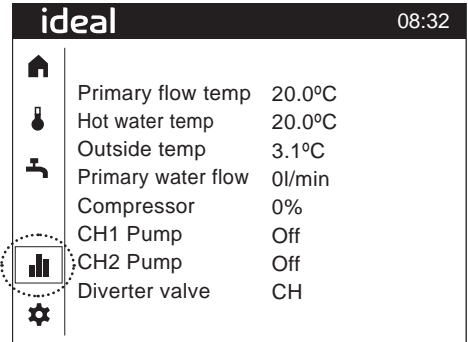 ideal 08:32
Primary flow temp 20.0ºC
Hot water temp 20.0ºC
Outside temp 3.1ºC
Primary water flow 0l/min
Compressor 0%
CH1 Pump Off
CH2 Pump Off
Diverter valve CH